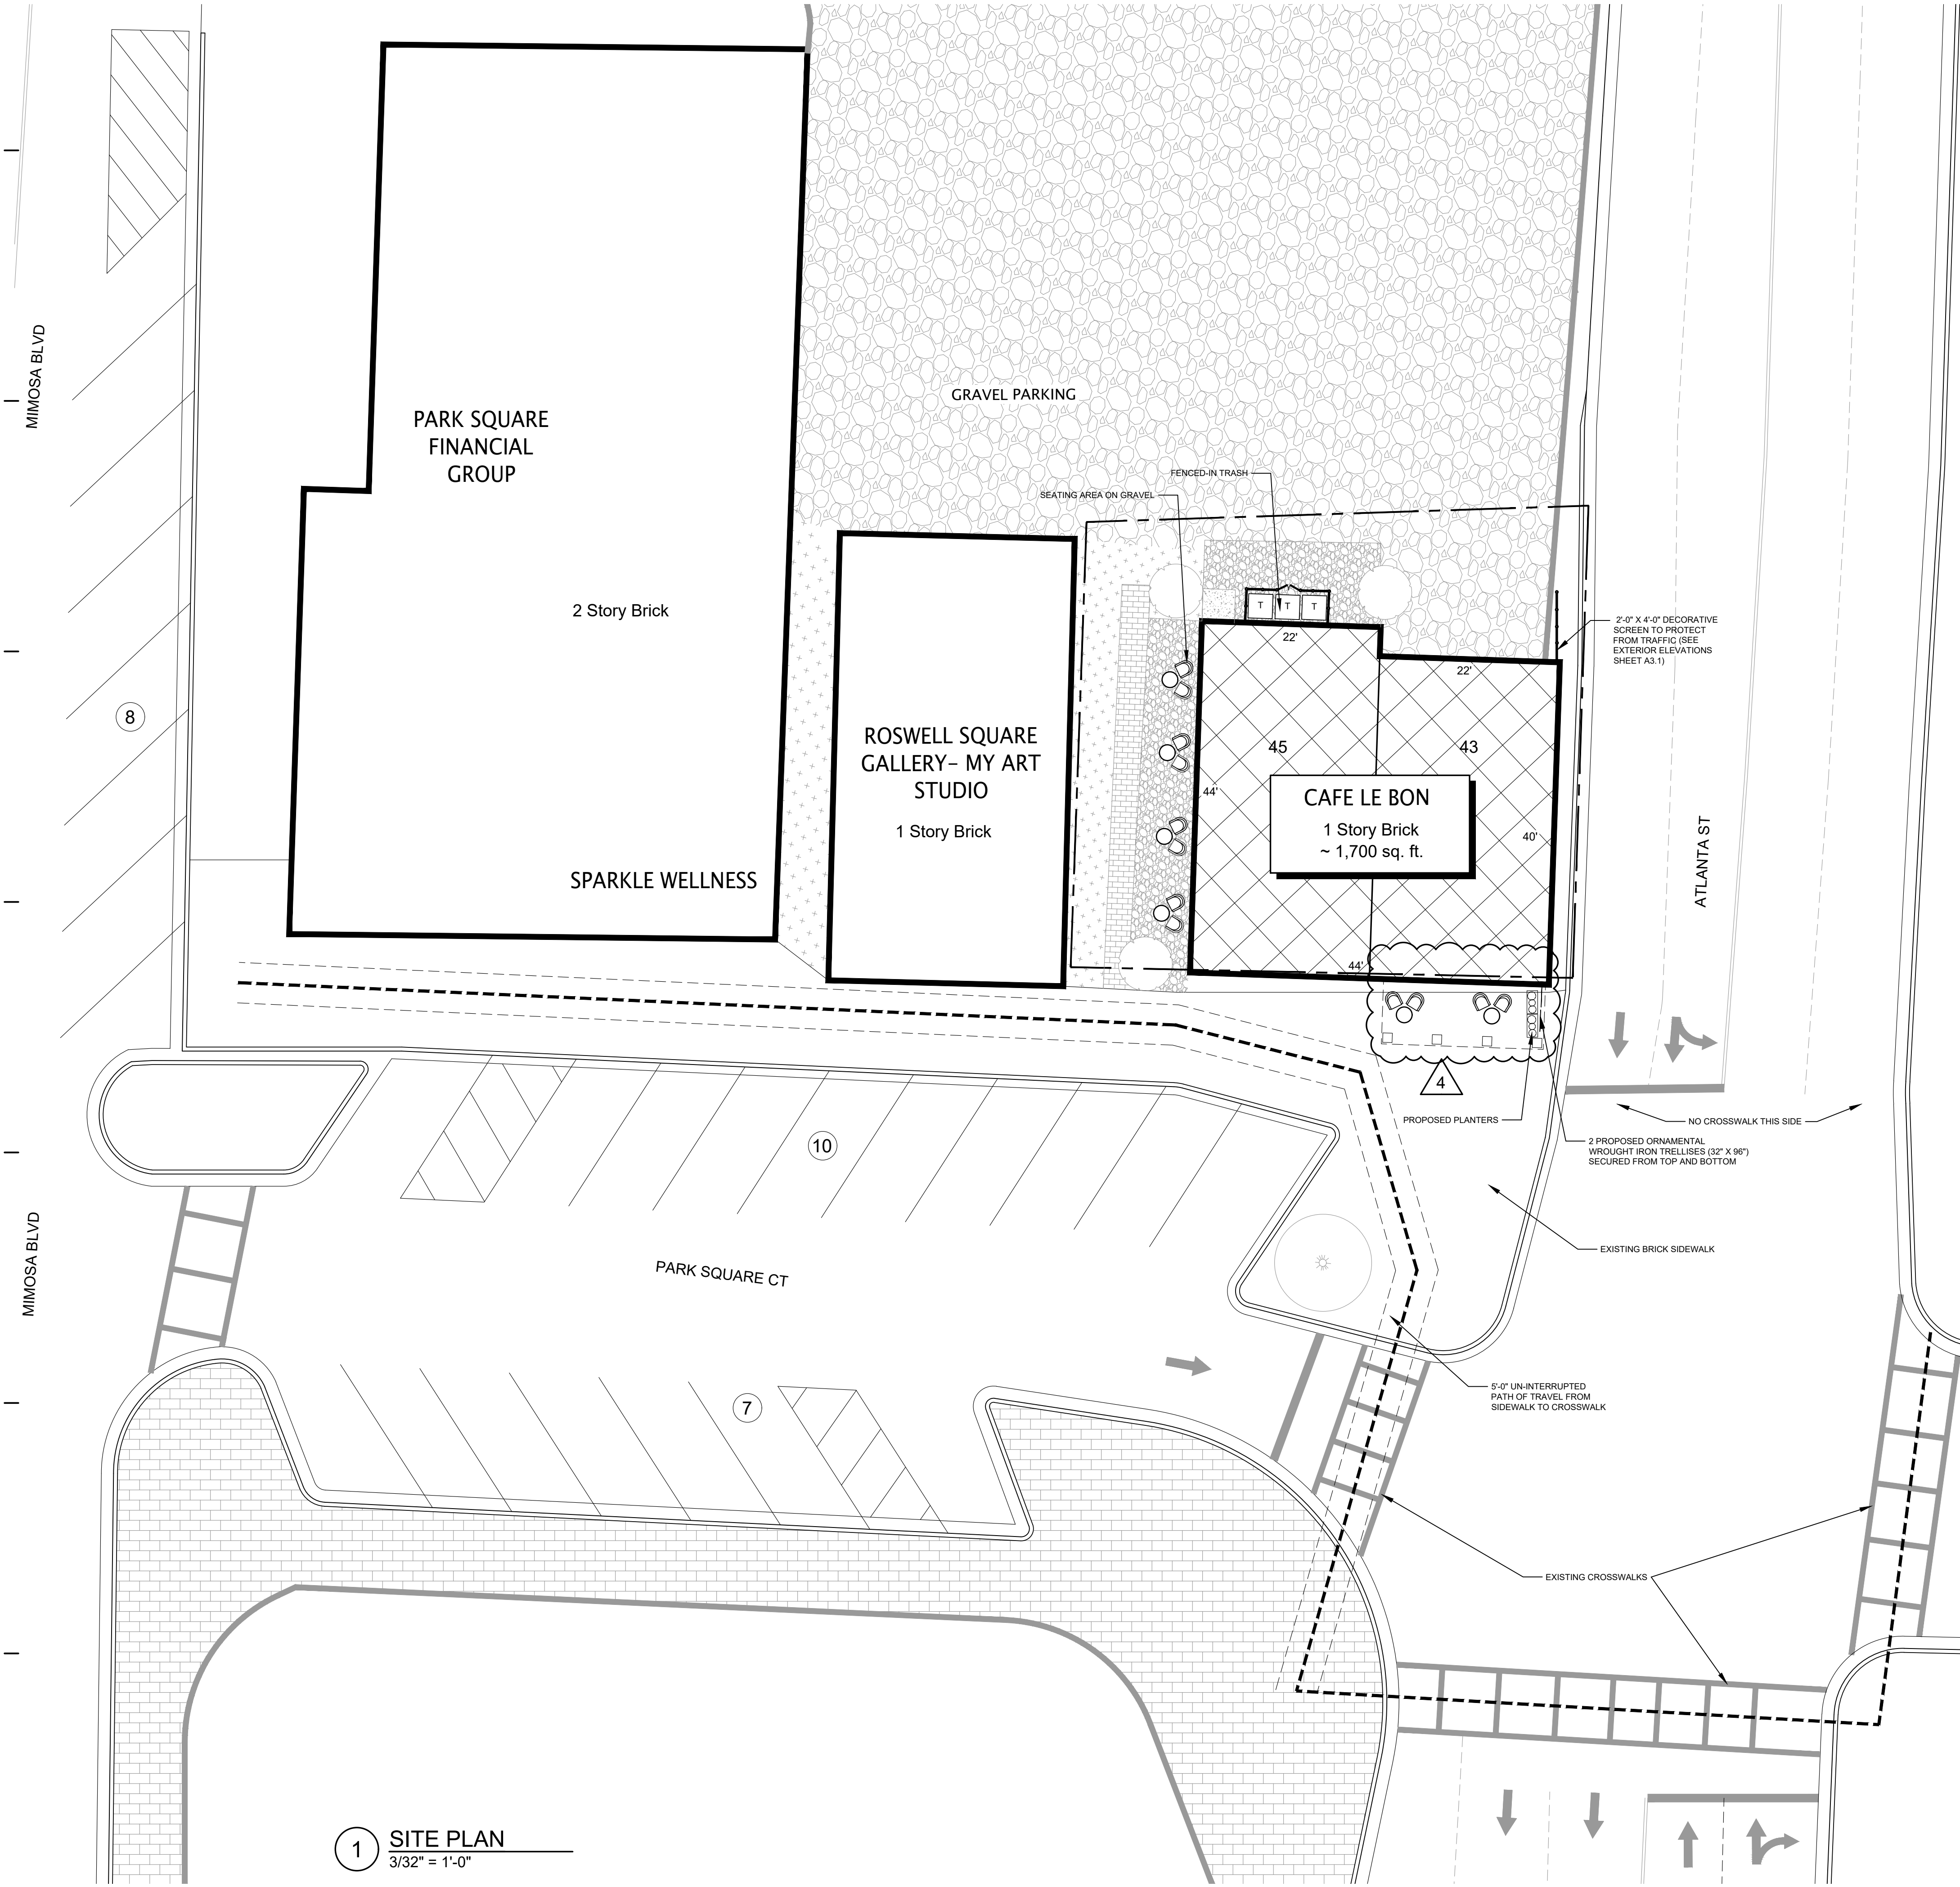 MIMOSA BLVD
PARK SQUARE
FINANCIAL
GROUP
2 Story Brick
SPARKLE WELLNESS
GRAVEL PARKING
FENCED-IN TRASH
SEATING AREA ON GRAVEL
T T T
22'
22'
2'-0" X 4'-0" DECORATIVE
SCREEN TO PROTECT
FROM TRAFFIC (SEE
EXTERIOR ELEVATIONS
SHEET A3.1)
8
ROSWELL SQUARE
GALLERY- MY ART
STUDIO
1 Story Brick
45
43
44'
CAFE LE BON
1 Story Brick
~ 1,700 sq. ft.
40'
44'
ATLANTA ST
4
PROPOSED PLANTERS
NO CROSSWALK THIS SIDE
2 PROPOSED ORNAMENTAL
WROUGHT IRON TRELLISES (32" X 96")
SECURED FROM TOP AND BOTTOM
10
MIMOSA BLVD
PARK SQUARE CT
EXISTING BRICK SIDEWALK
7
5'-0" UN-INTERRUPTED
PATH OF TRAVEL FROM
SIDEWALK TO CROSSWALK
EXISTING CROSSWALKS
1
SITE PLAN
3/32" = 1'-0"